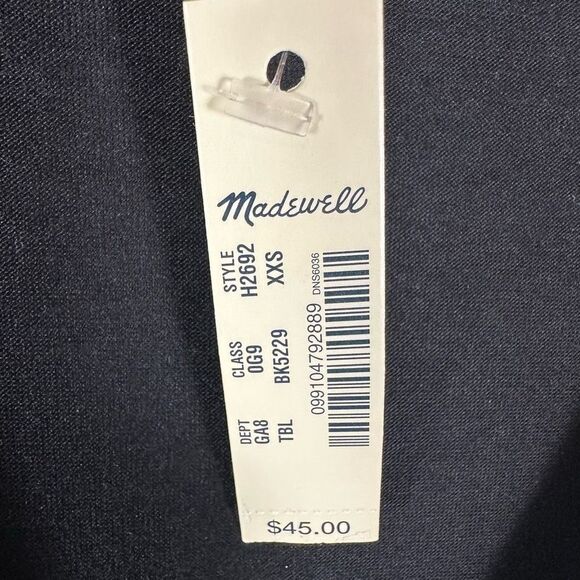 Madewell
DEPT CLASS STYLE
GA8 0G9 H2692
TBL BK5229 XXS
099104792889 DNS6036
$45.00